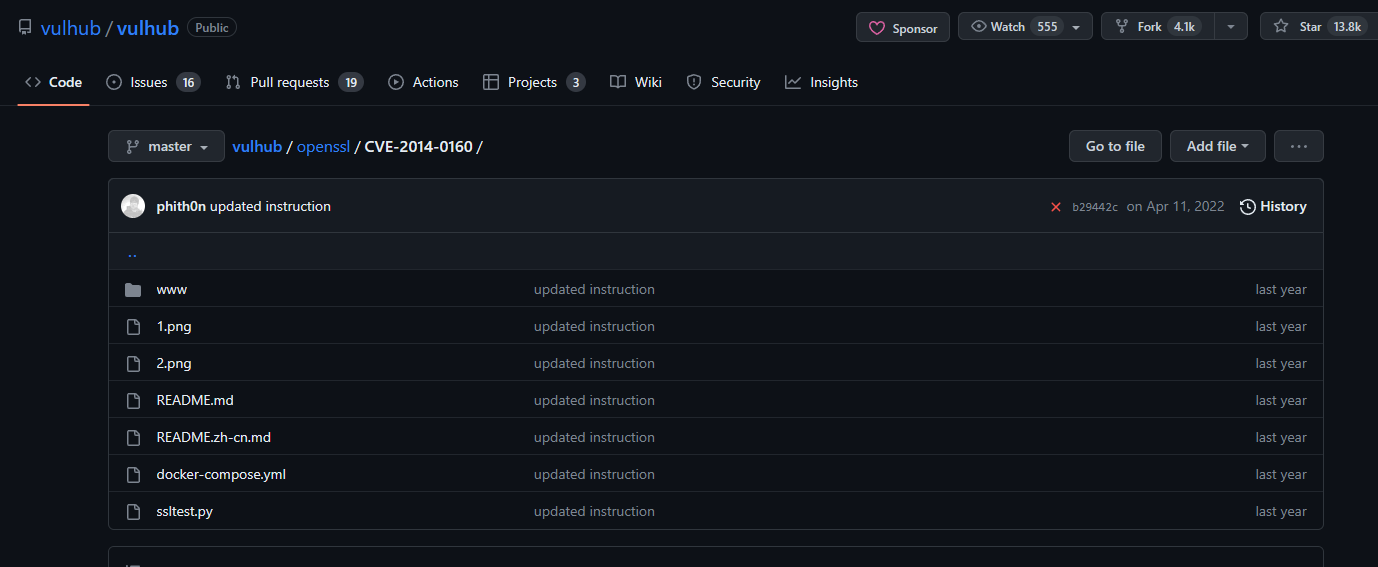 vulhub / vulhub Public Sponsor Watch 555 Fork 4.1k Star 13.8k
Code Issues 16 Pull requests 19 Actions Projects 3 Wiki Security Insights
master vulhub / openssl / CVE-2014-0160 / Go to file Add file ...
phith0n updated instruction b29442c on Apr 11, 2022 History
..
www updated instruction last year
1.png updated instruction last year
2.png updated instruction last year
README.md updated instruction last year
README.zh-cn.md updated instruction last year
docker-compose.yml updated instruction last year
ssltest.py updated instruction last year